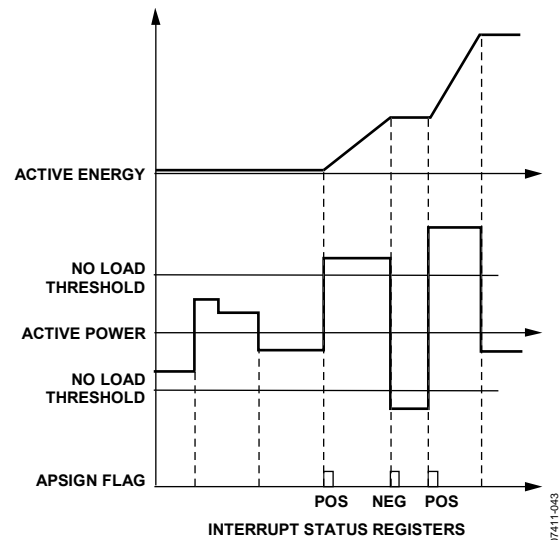 ACTIVE ENERGY
NO LOAD
THRESHOLD
ACTIVE POWER
NO LOAD
THRESHOLD
APSIGN FLAG
POS NEG POS
INTERRUPT STATUS REGISTERS
07411-043